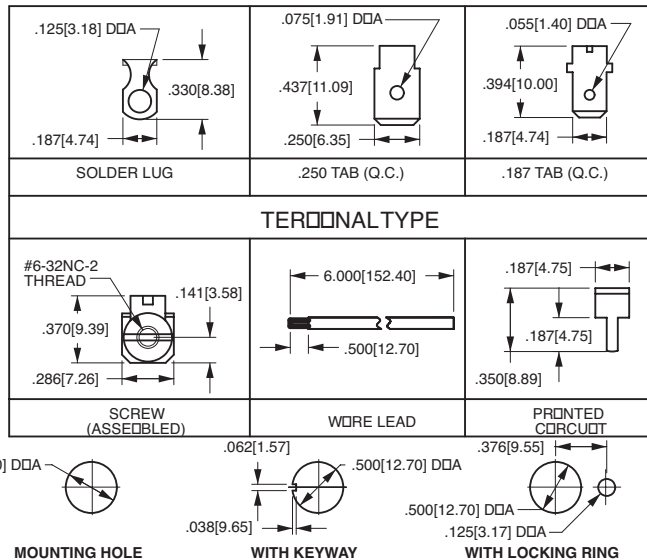 .125[3.18] D□□A
.075[1.91] D□□A
.055[1.40] D□□A
.330[8.38]
.437[11.09]
.394[10.00]
.187[4.74]
.250[6.35]
.187[4.74]
SOLDER LUG
.250 TAB (Q.C.)
.187 TAB (Q.C.)
TER□□□NAL TYPE
#6-32NC-2
THREAD
.141[3.58]
.370[9.39]
.286[7.26]
6.000[152.40]
.500[12.70]
.187[4.75]
.187[4.75]
.350[8.89]
SCREW
(ASSE□BLED)
W□RE LEAD
PR□NTED
C□RCU□T
] D□□A
.062[1.57]
.500[12.70] D□□A
.038[9.65]
.376[9.55]
.500[12.70] D□□A
.125[3.17] D□□A
MOUNTING HOLE
WITH KEYWAY
WITH LOCKING RING